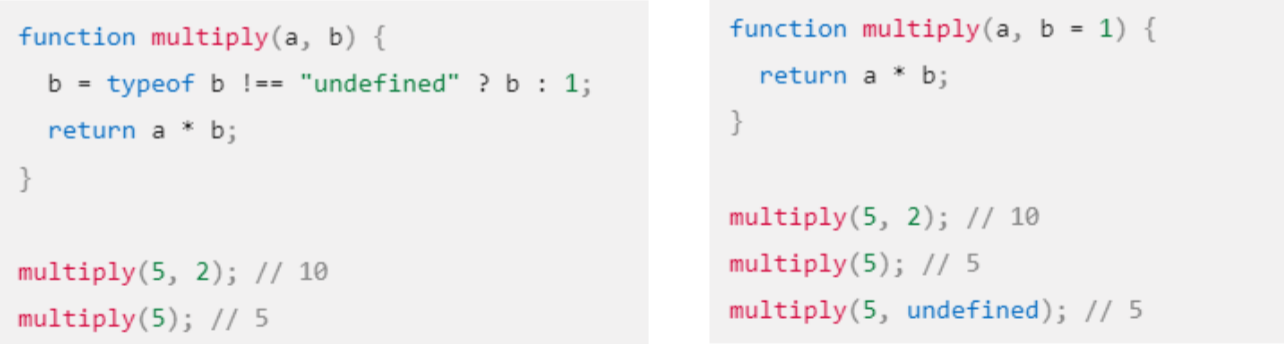 function multiply(a, b) {
  b = typeof b !== "undefined" ? b : 1;
  return a * b;
}
multiply(5, 2); // 10
multiply(5); // 5
function multiply(a, b = 1) {
  return a * b;
}
multiply(5, 2); // 10
multiply(5); // 5
multiply(5, undefined); // 5